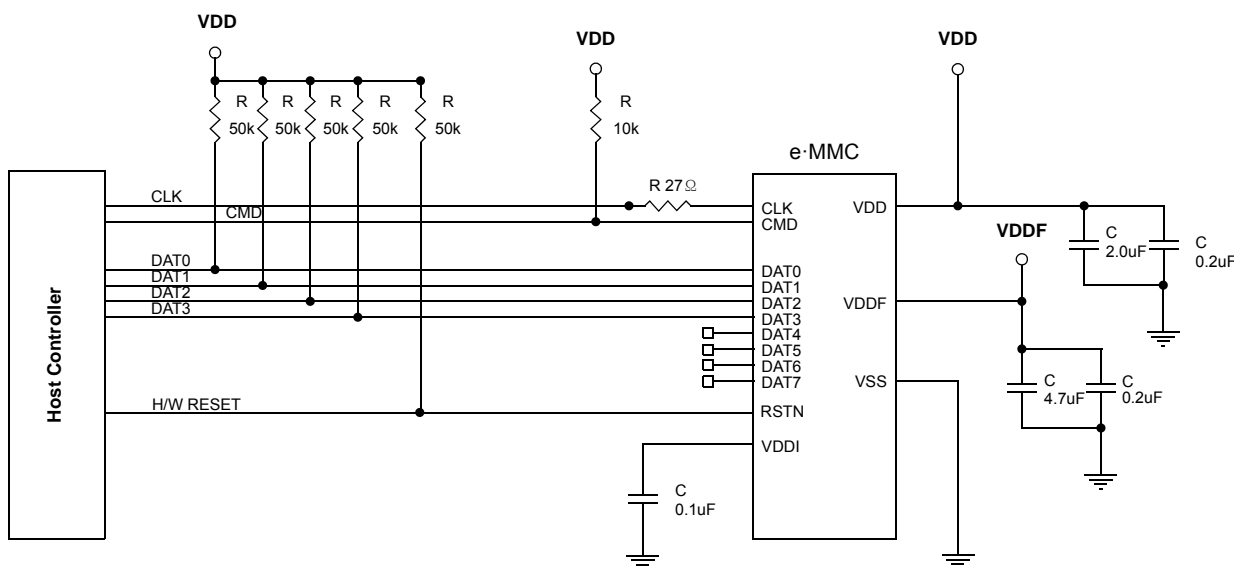 VDD
VDD
VDD
R
50k
R
50k
R
50k
R
50k
R
50k
R
10k
e·MMC
Host Controller
CLK
CMD
R 27Ω
CLK
CMD
VDD
VDDF
C
2.0uF
C
0.2uF
DAT0
DAT1
DAT2
DAT3
DAT0
DAT1
DAT2
DAT3
DAT4
DAT5
DAT6
DAT7
VDDF
VSS
C
4.7uF
C
0.2uF
H/W RESET
RSTN
VDDI
C
0.1uF